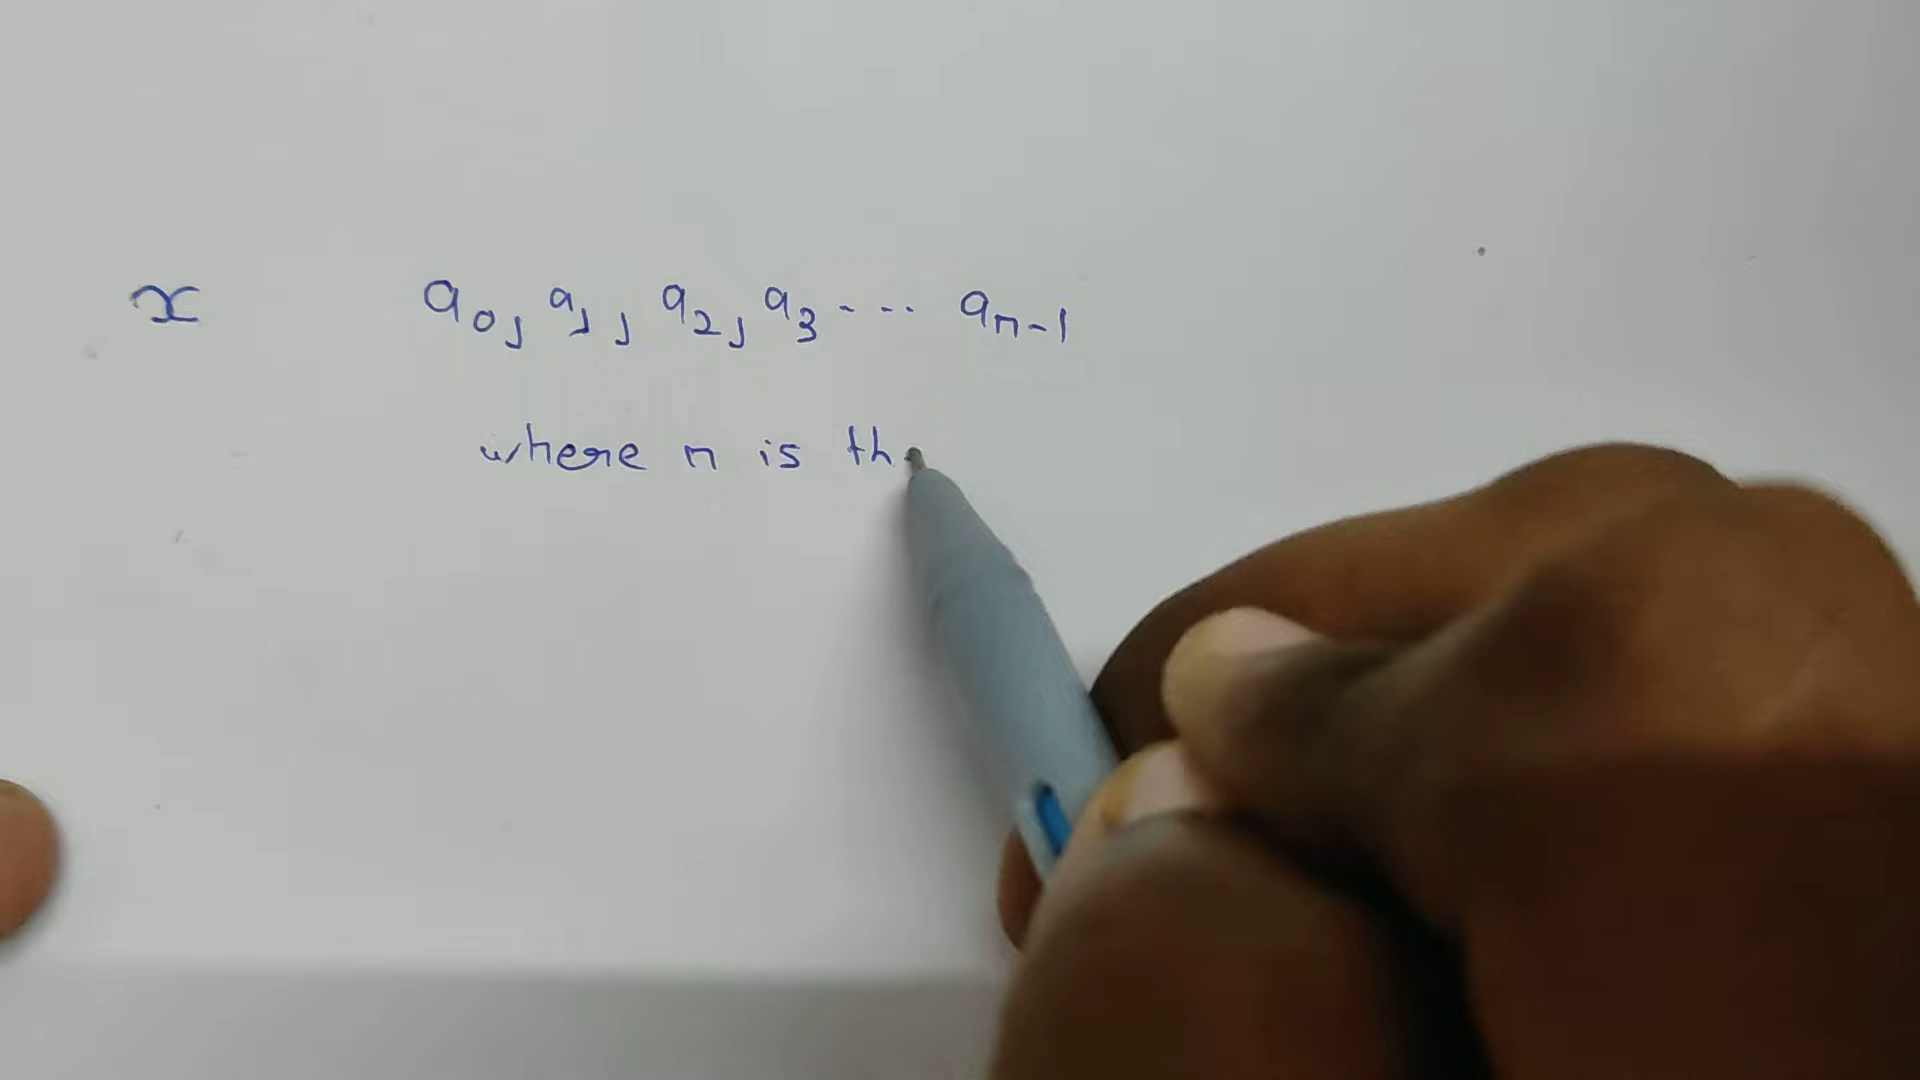 x a₀, a₁, a₂, a₃ --- aₙ₋₁
where n is th